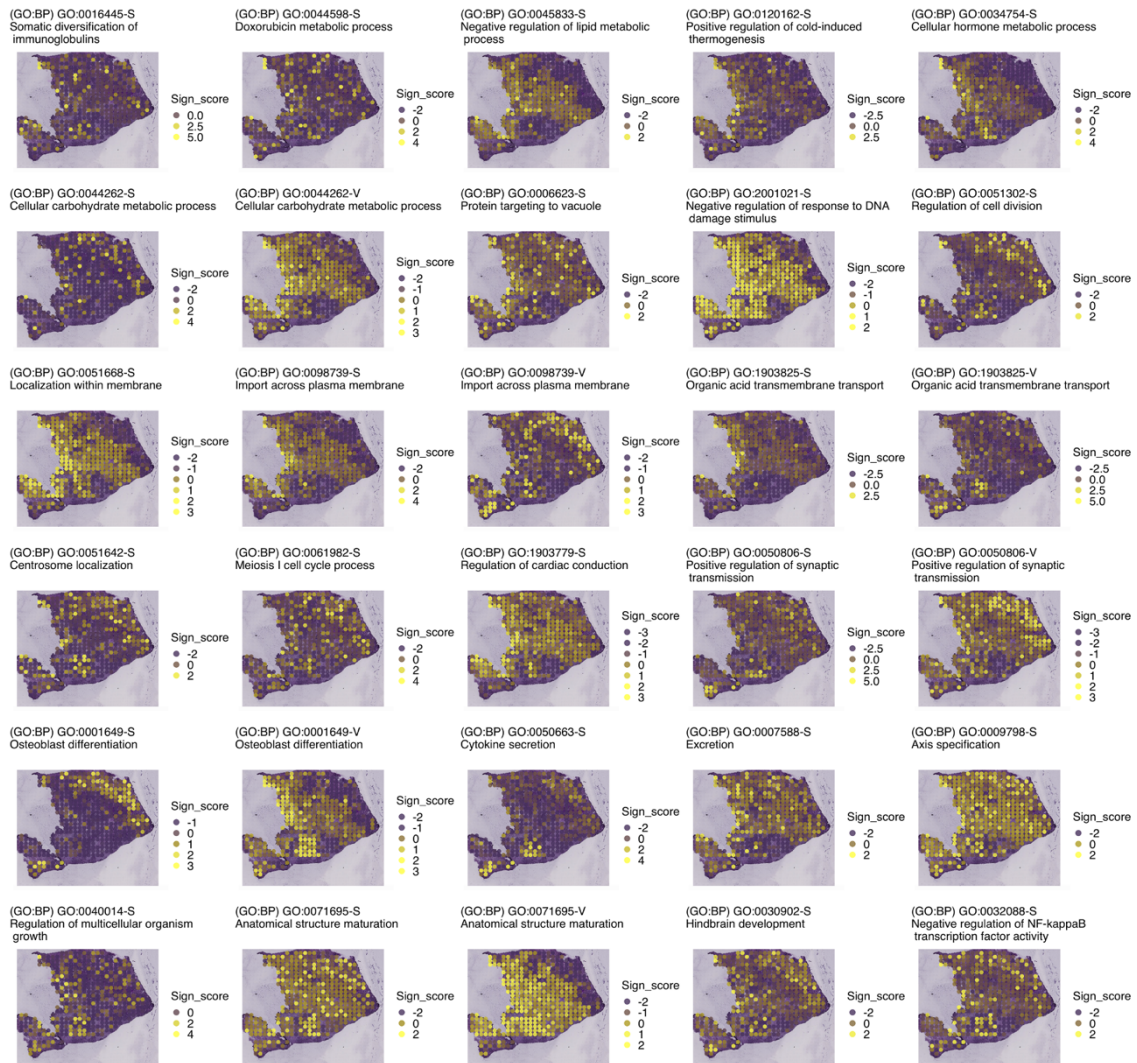 (GO:BP) GO:0016445-S
Somatic diversification of
immunoglobulins
Sign_score
0.0
2.5
5.0
(GO:BP) GO:0044598-S
Doxorubicin metabolic process
Sign_score
-2
0
2
4
(GO:BP) GO:0045833-S
Negative regulation of lipid metabolic
process
Sign_score
-2
0
2
(GO:BP) GO:0120162-S
Positive regulation of cold-induced
thermogenesis
Sign_score
-2.5
0.0
2.5
(GO:BP) GO:0034754-S
Cellular hormone metabolic process
Sign_score
-2
0
2
4
(GO:BP) GO:0044262-S
Cellular carbohydrate metabolic process
Sign_score
-2
0
2
4
(GO:BP) GO:0044262-V
Cellular carbohydrate metabolic process
Sign_score
-2
-1
0
1
2
3
(GO:BP) GO:0006623-S
Protein targeting to vacuole
Sign_score
-2
0
2
(GO:BP) GO:2001021-S
Negative regulation of response to DNA
damage stimulus
Sign_score
-2
-1
0
1
2
(GO:BP) GO:0051302-S
Regulation of cell division
Sign_score
-2
0
2
(GO:BP) GO:0051668-S
Localization within membrane
Sign_score
-2
-1
0
1
2
3
(GO:BP) GO:0098739-S
Import across plasma membrane
Sign_score
-2
0
2
4
(GO:BP) GO:0098739-V
Import across plasma membrane
Sign_score
-2
-1
0
1
2
3
(GO:BP) GO:1903825-S
Organic acid transmembrane transport
Sign_score
-2.5
0.0
2.5
(GO:BP) GO:1903825-V
Organic acid transmembrane transport
Sign_score
-2.5
0.0
2.5
5.0
(GO:BP) GO:0051642-S
Centrosome localization
Sign_score
-2
0
2
(GO:BP) GO:0061982-S
Meiosis I cell cycle process
Sign_score
-2
0
2
4
(GO:BP) GO:1903779-S
Regulation of cardiac conduction
Sign_score
-3
-2
-1
0
1
2
3
(GO:BP) GO:0050806-S
Positive regulation of synaptic
transmission
Sign_score
-2.5
0.0
2.5
5.0
(GO:BP) GO:0050806-V
Positive regulation of synaptic
transmission
Sign_score
-3
-2
-1
0
1
2
3
(GO:BP) GO:0001649-S
Osteoblast differentiation
Sign_score
-1
0
1
2
3
(GO:BP) GO:0001649-V
Osteoblast differentiation
Sign_score
-2
-1
0
1
2
3
(GO:BP) GO:0050663-S
Cytokine secretion
Sign_score
-2
0
2
4
(GO:BP) GO:0007588-S
Excretion
Sign_score
-2
0
2
(GO:BP) GO:0009798-S
Axis specification
Sign_score
-2
0
2
(GO:BP) GO:0040014-S
Regulation of multicellular organism
growth
Sign_score
0
2
4
(GO:BP) GO:0071695-S
Anatomical structure maturation
Sign_score
-2
0
2
(GO:BP) GO:0071695-V
Anatomical structure maturation
Sign_score
-2
-1
0
1
2
(GO:BP) GO:0030902-S
Hindbrain development
Sign_score
-2
0
2
(GO:BP) GO:0032088-S
Negative regulation of NF-kappaB
transcription factor activity
Sign_score
-2
0
2